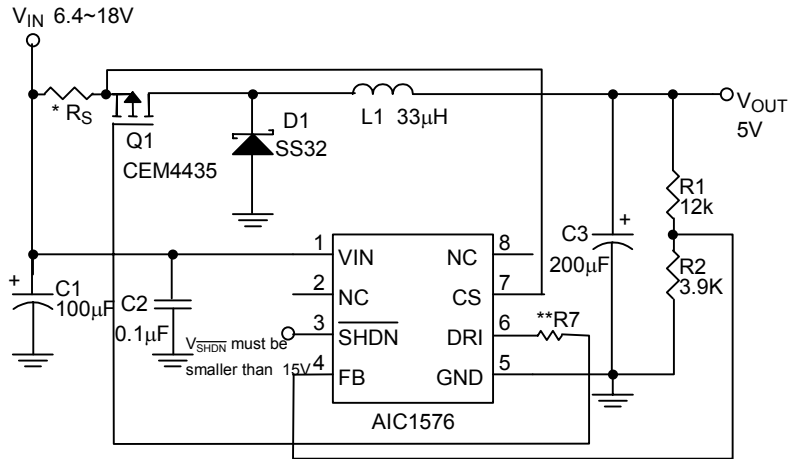 VIN 6.4~18V
* RS
Q1
CEM4435
D1
SS32
L1 33μH
VOUT
5V
R1
12k
R2
3.9K
C3
+
200μF
+
C1
100μF
C2
0.1μF
1 VIN
2 NC
3 SHDN
4 FB
NC 8
CS 7
DRI 6
GND 5
**R7
VSHDN must be
smaller than 15V
AIC1576